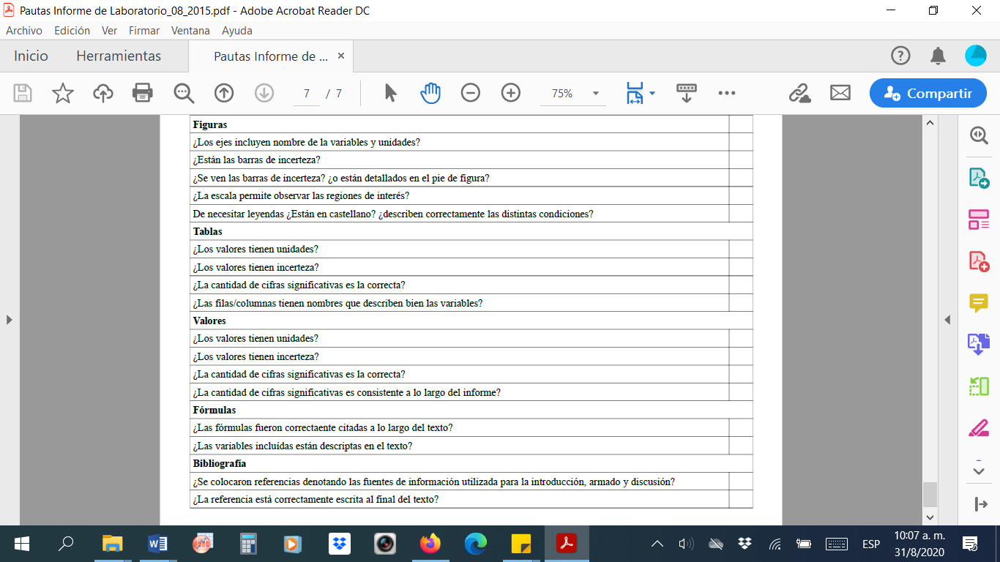 Pautas Informe de Laboratorio_08_2015.pdf - Adobe Acrobat Reader DC
Archivo Edición Ver Firmar Ventana Ayuda
Inicio Herramientas Pautas Informe de ... ×
7 / 7 75% Compartir
Figuras
¿Los ejes incluyen nombre de la variables y unidades?
¿Están las barras de incerteza?
¿Se ven las barras de incerteza? ¿o están detallados en el pie de figura?
¿La escala permite observar las regiones de interés?
De necesitar leyendas ¿Están en castellano? ¿describen correctamente las distintas condiciones?
Tablas
¿Los valores tienen unidades?
¿Los valores tienen incerteza?
¿La cantidad de cifras significativas es la correcta?
¿Las filas/columnas tienen nombres que describen bien las variables?
Valores
¿Los valores tienen unidades?
¿Los valores tienen incerteza?
¿La cantidad de cifras significativas es la correcta?
¿La cantidad de cifras significativas es consistente a lo largo del informe?
Fórmulas
¿Las fórmulas fueron correctaente citadas a lo largo del texto?
¿Las variables incluídas están descriptas en el texto?
Bibliografía
¿Se colocaron referencias denotando las fuentes de información utilizada para la introducción, armado y discusión?
¿La referencia está correctamente escrita al final del texto?
ESP
10:07 a. m.
31/8/2020